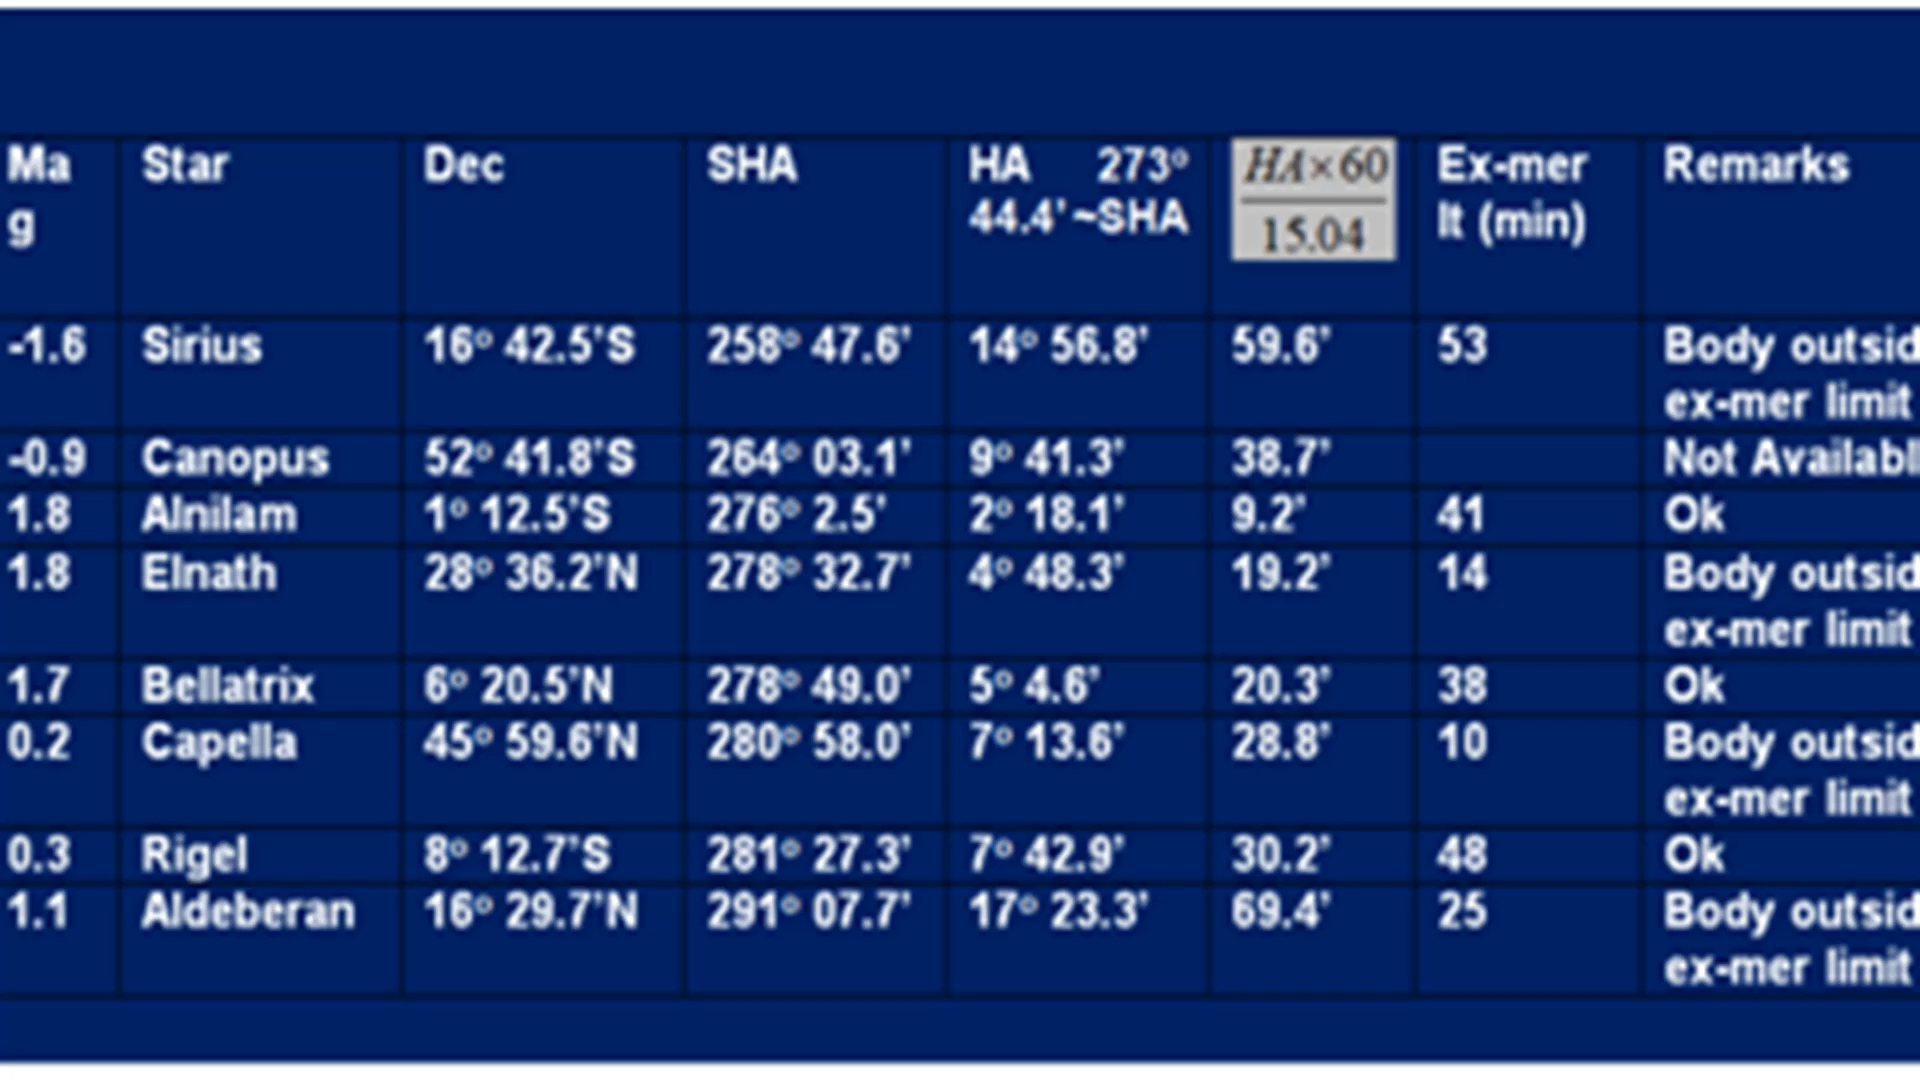 Ma Star Dec SHA HA 273° HA×60 Ex-mer Remarks
g 44.4’~SHA 15.04 lt (min)
-1.6 Sirius 16° 42.5’S 258° 47.6’ 14° 56.8’ 59.6’ 53 Body outsid
ex-mer limit
-0.9 Canopus 52° 41.8’S 264° 03.1’ 9° 41.3’ 38.7’ Not Availabl
1.8 Alnilam 1° 12.5’S 276° 2.5’ 2° 18.1’ 9.2’ 41 Ok
1.8 Elnath 28° 36.2’N 278° 32.7’ 4° 48.3’ 19.2’ 14 Body outsid
ex-mer limit
1.7 Bellatrix 6° 20.5’N 278° 49.0’ 5° 4.6’ 20.3’ 38 Ok
0.2 Capella 45° 59.6’N 280° 58.0’ 7° 13.6’ 28.8’ 10 Body outsid
ex-mer limit
0.3 Rigel 8° 12.7’S 281° 27.3’ 7° 42.9’ 30.2’ 48 Ok
1.1 Aldeberan 16° 29.7’N 291° 07.7’ 17° 23.3’ 69.4’ 25 Body outsid
ex-mer limit